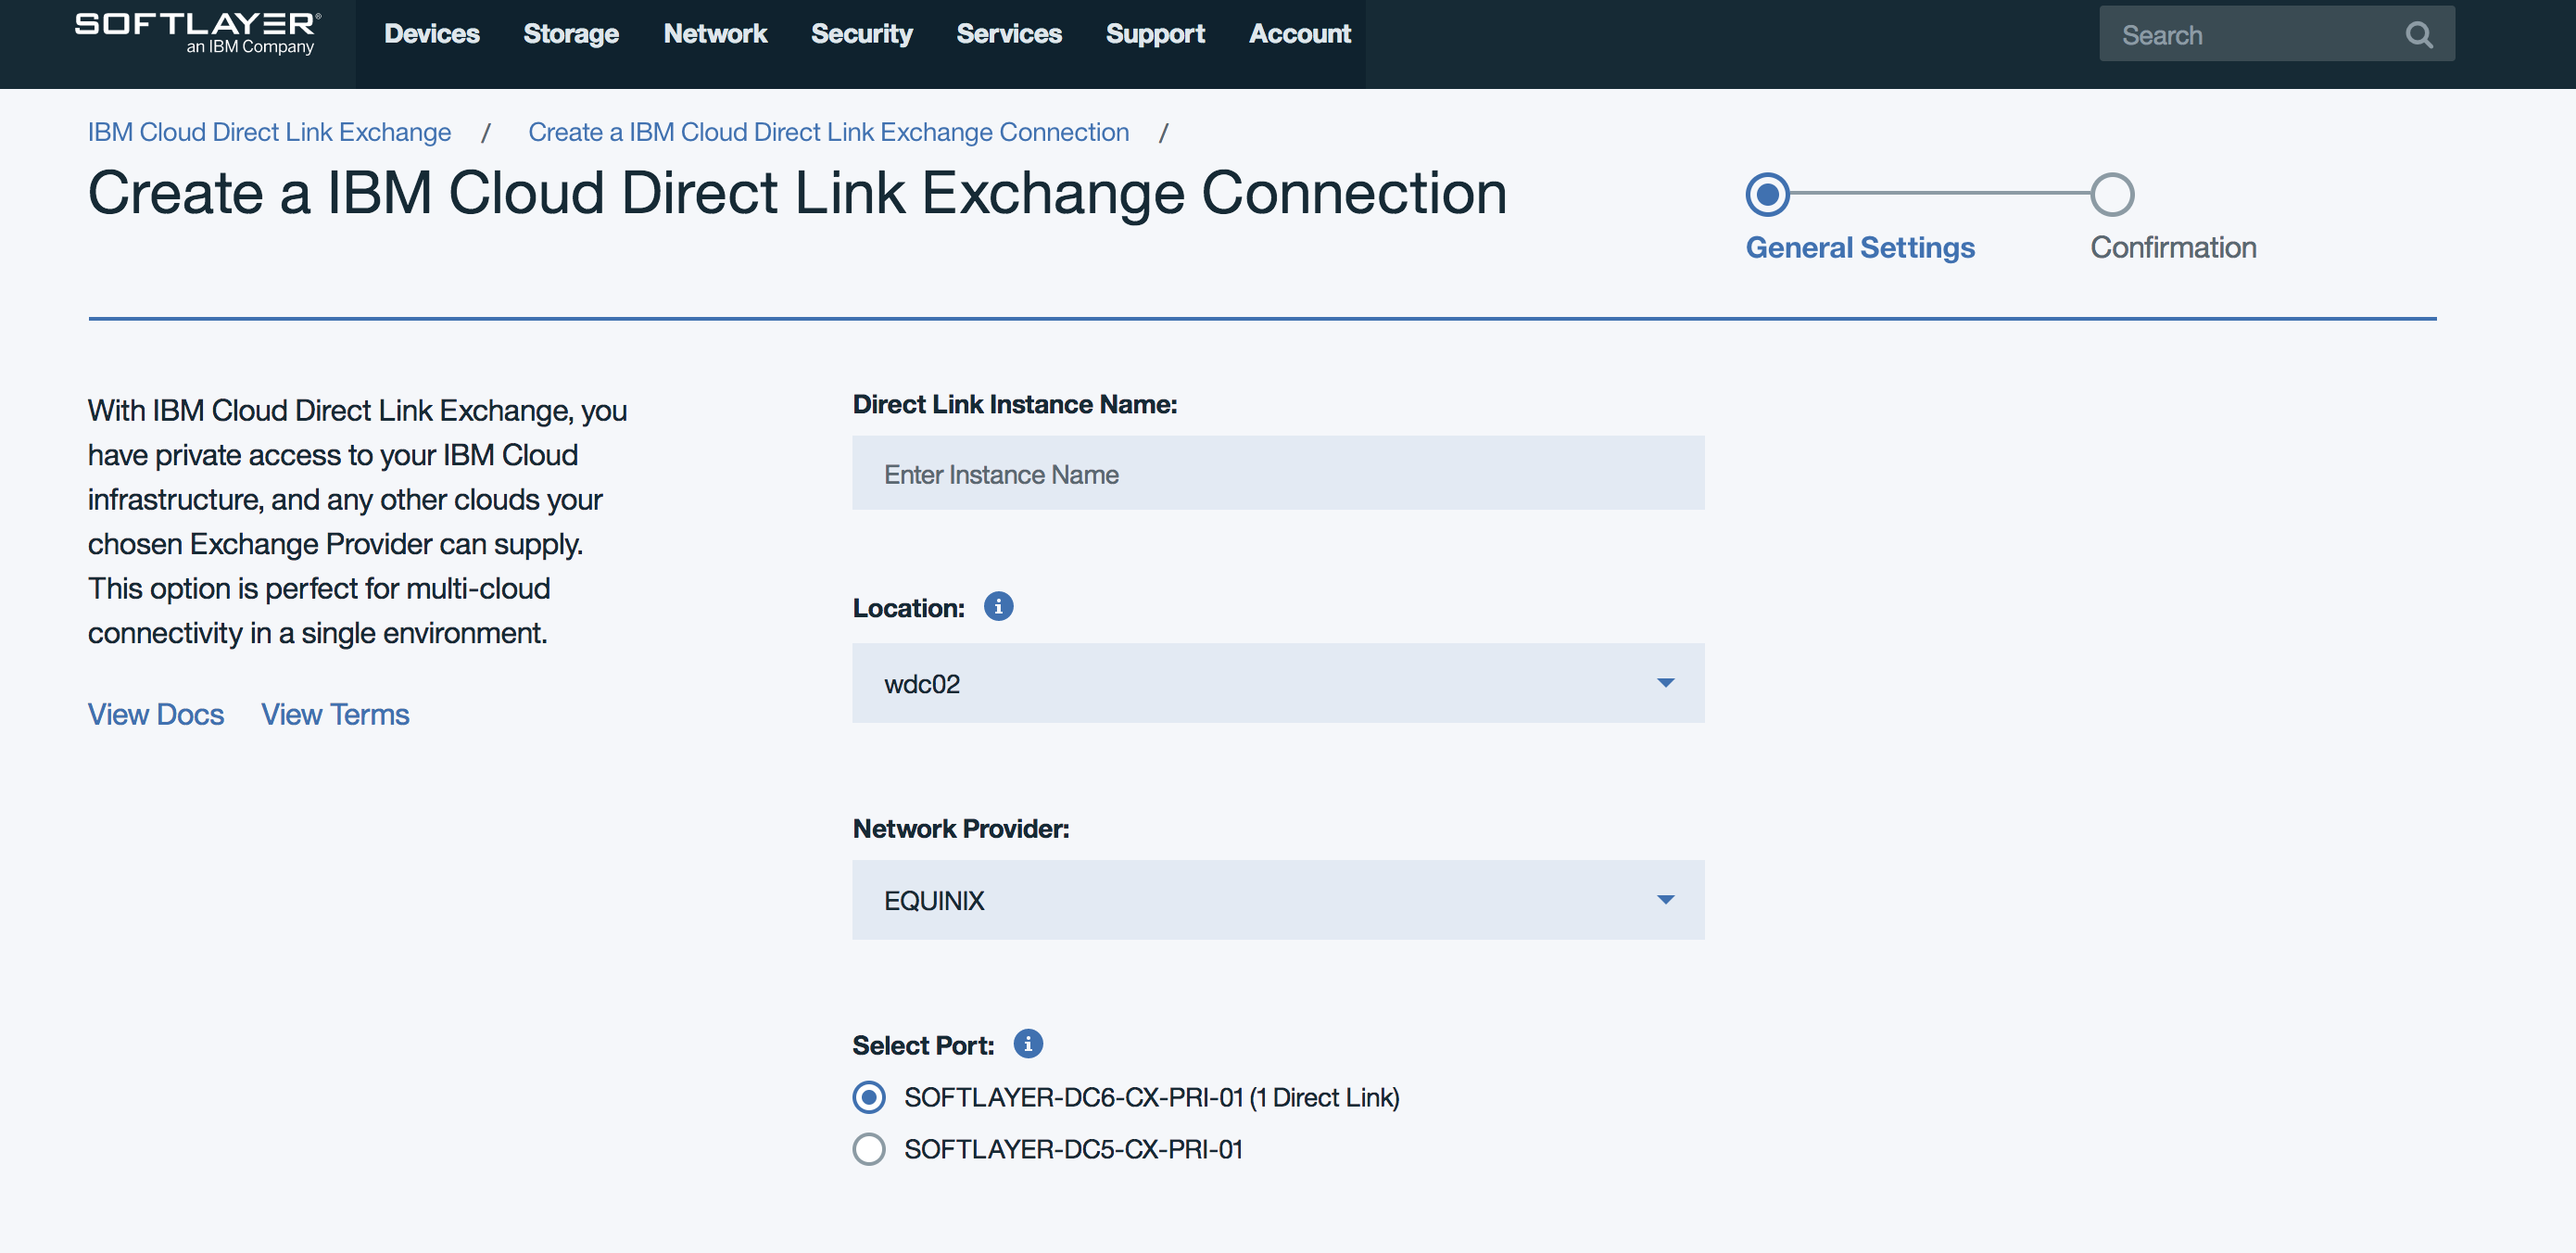 SOFTLAYER®
an IBM Company
Devices Storage Network Security Services Support Account
Search
IBM Cloud Direct Link Exchange / Create a IBM Cloud Direct Link Exchange Connection /
Create a IBM Cloud Direct Link Exchange Connection
General Settings Confirmation
With IBM Cloud Direct Link Exchange, you
have private access to your IBM Cloud
infrastructure, and any other clouds your
chosen Exchange Provider can supply.
This option is perfect for multi-cloud
connectivity in a single environment.
View Docs View Terms
Direct Link Instance Name:
Enter Instance Name
Location:
wdc02
Network Provider:
EQUINIX
Select Port:
SOFTLAYER-DC6-CX-PRI-01 (1 Direct Link)
SOFTLAYER-DC5-CX-PRI-01